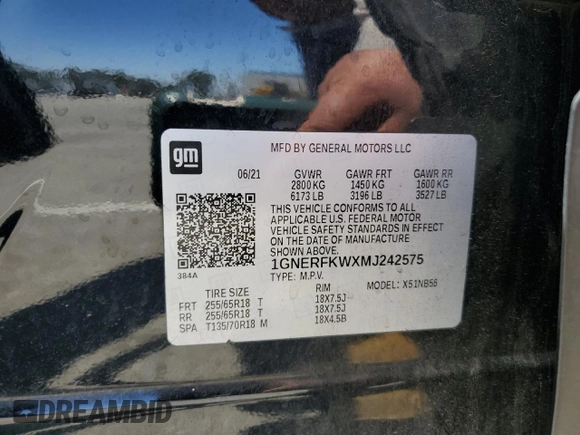 gm
MFD BY GENERAL MOTORS LLC
06/21 GVWR GAWR FRT GAWR RR
2800 KG 1450 KG 1600 KG
6173 LB 3196 LB 3527 LB
THIS VEHICLE CONFORMS TO ALL
APPLICABLE U.S. FEDERAL MOTOR
VEHICLE SAFETY STANDARDS IN EFFECT
ON THE DATE OF MANUFACTURE
SHOWN ABOVE.
1GNERFKWXMJ242575
384A
TYPE: M.P.V. MODEL: X51NB56
TIRE SIZE RIM
FRT 255/65R18 T 18X7.5J
RR 255/65R18 T 18X7.5J
SPA T135/70R18 M 18X4.5B
DREAMBID